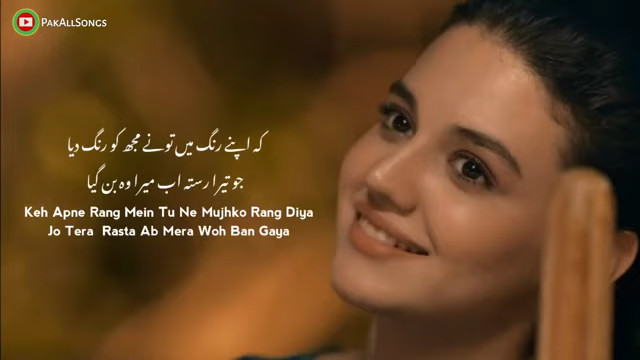 PakAllSongs
کہ اپنے رنگ میں تو نے مجھ کو رنگ دیا
جو تیرا رستہ اب میرا وہ بن گیا
Keh Apne Rang Mein Tu Ne Mujhko Rang Diya
Jo Tera Rasta Ab Mera Woh Ban Gaya